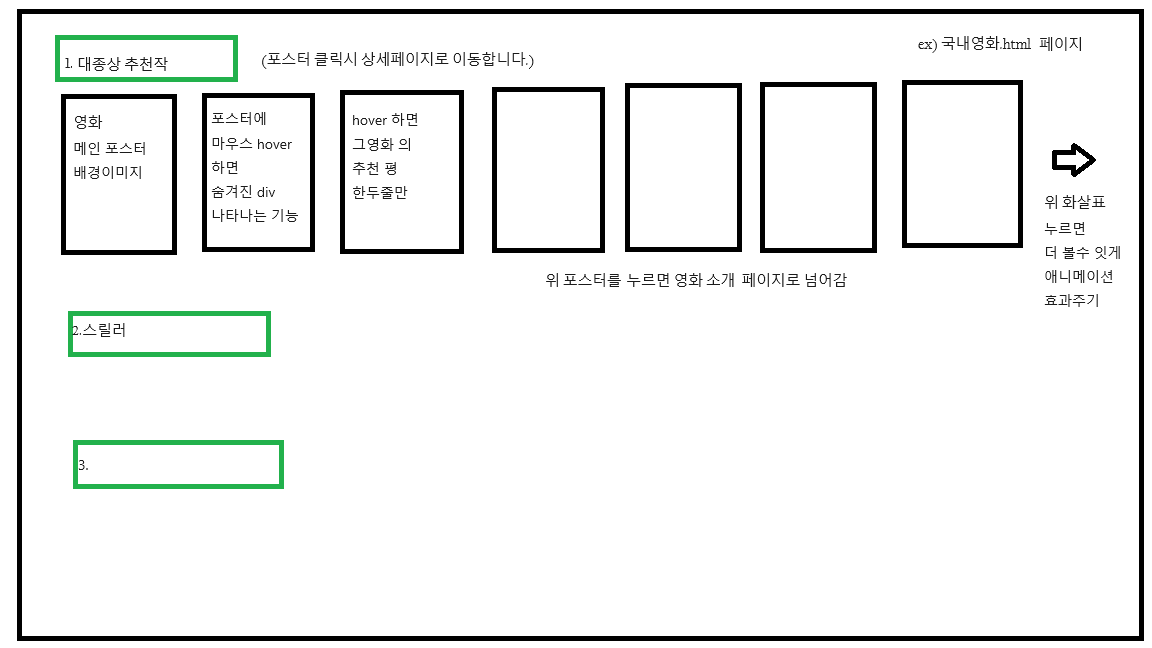 1. 대종상 추천작
(포스터 클릭시 상세페이지로 이동합니다.)
ex) 국내영화.html 페이지
영화
메인 포스터
배경이미지
포스터에
마우스 hover
하면
숨겨진 div
나타나는 기능
hover 하면
그영화 의
추천 평
한두줄만
위 화살표
누르면
더 볼수 잇게
애니메이션
효과주기
위 포스터를 누르면 영화 소개 페이지로 넘어감
2.스릴러
3.